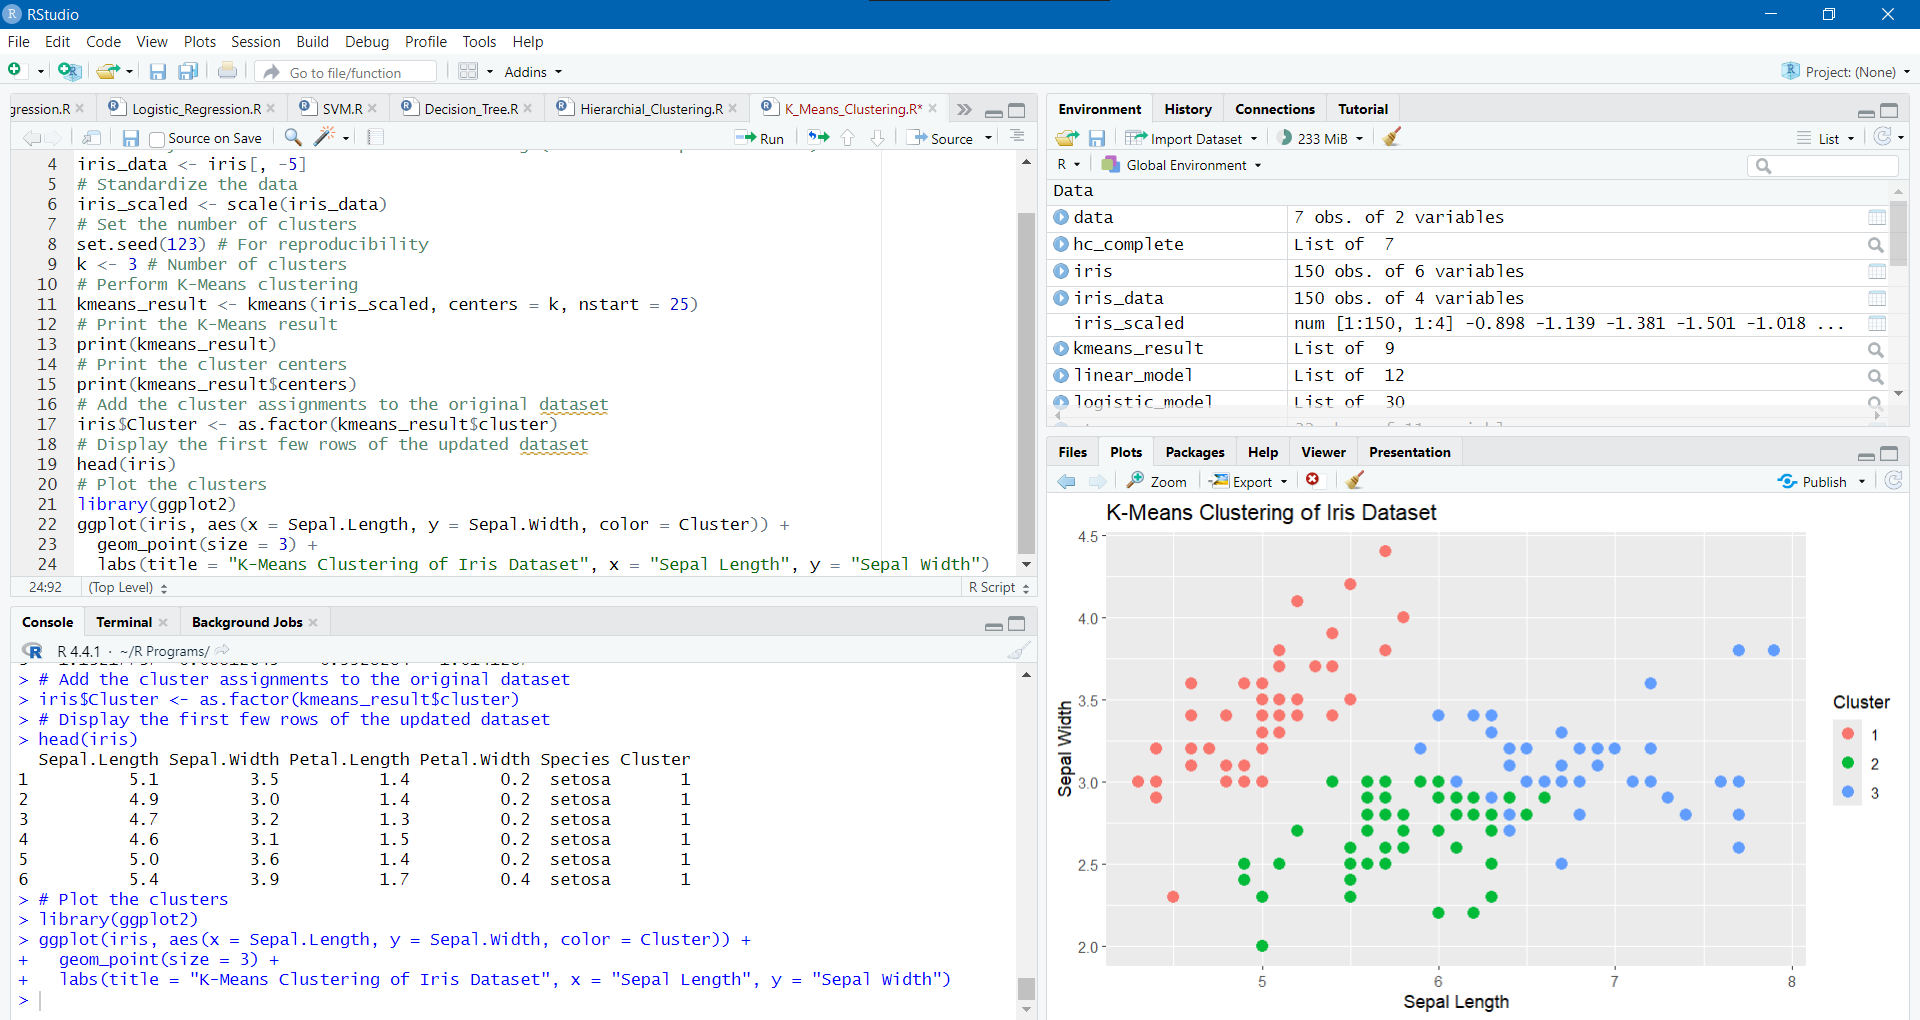 RStudio
File Edit Code View Plots Session Build Debug Profile Tools Help
Go to file/function Addins Project: (None)
gression.R Logistic_Regression.R SVM.R Decision_Tree.R Hierarchial_Clustering.R K_Means_Clustering.R*
Source on Save Run Source
4 iris_data <- iris[, -5]
5 # Standardize the data
6 iris_scaled <- scale(iris_data)
7 # Set the number of clusters
8 set.seed(123) # For reproducibility
9 k <- 3 # Number of clusters
10 # Perform K-Means clustering
11 kmeans_result <- kmeans(iris_scaled, centers = k, nstart = 25)
12 # Print the K-Means result
13 print(kmeans_result)
14 # Print the cluster centers
15 print(kmeans_result$centers)
16 # Add the cluster assignments to the original dataset
17 iris$Cluster <- as.factor(kmeans_result$cluster)
18 # Display the first few rows of the updated dataset
19 head(iris)
20 # Plot the clusters
21 library(ggplot2)
22 ggplot(iris, aes(x = Sepal.Length, y = Sepal.Width, color = Cluster)) +
23 geom_point(size = 3) +
24 labs(title = "K-Means Clustering of Iris Dataset", x = "Sepal Length", y = "Sepal Width")
24:92 (Top Level) R Script
Console Terminal Background Jobs
R 4.4.1 · ~/R Programs/
> # Add the cluster assignments to the original dataset
> iris$Cluster <- as.factor(kmeans_result$cluster)
> # Display the first few rows of the updated dataset
> head(iris)
Sepal.Length Sepal.Width Petal.Length Petal.Width Species Cluster
1 5.1 3.5 1.4 0.2 setosa 1
2 4.9 3.0 1.4 0.2 setosa 1
3 4.7 3.2 1.3 0.2 setosa 1
4 4.6 3.1 1.5 0.2 setosa 1
5 5.0 3.6 1.4 0.2 setosa 1
6 5.4 3.9 1.7 0.4 setosa 1
> # Plot the clusters
> library(ggplot2)
> ggplot(iris, aes(x = Sepal.Length, y = Sepal.Width, color = Cluster)) +
+ geom_point(size = 3) +
+ labs(title = "K-Means Clustering of Iris Dataset", x = "Sepal Length", y = "Sepal Width")
>
Environment History Connections Tutorial
Import Dataset 233 MiB List
R Global Environment
Data
data 7 obs. of 2 variables
hc_complete List of 7
iris 150 obs. of 6 variables
iris_data 150 obs. of 4 variables
iris_scaled num [1:150, 1:4] -0.898 -1.139 -1.381 -1.501 -1.018 ...
kmeans_result List of 9
linear_model List of 12
logistic_model List of 30
Files Plots Packages Help Viewer Presentation
Zoom Export Publish
K-Means Clustering of Iris Dataset
4.5
4.0
3.5
3.0
2.5
2.0
Sepal Width
5 6 7 8
Sepal Length
Cluster
1
2
3